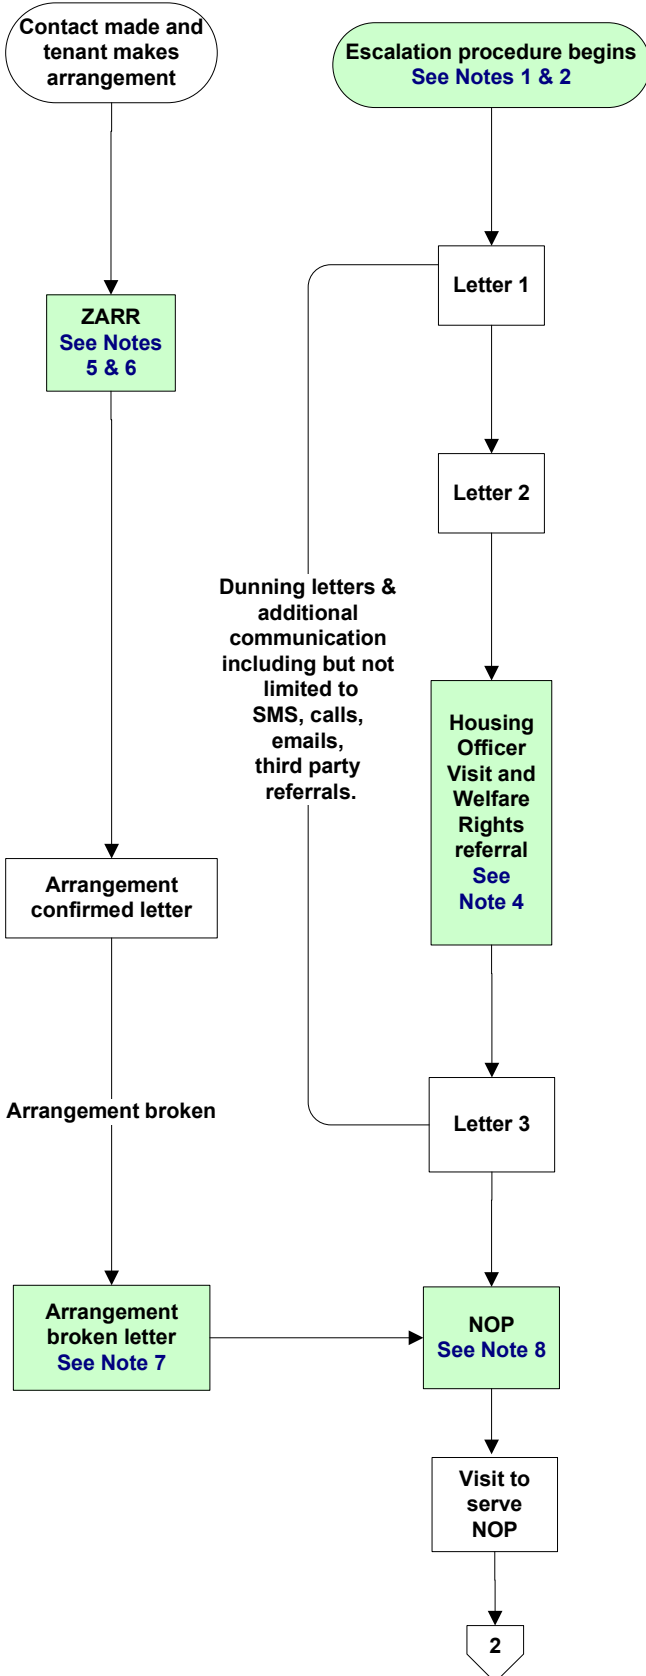 Contact made and
tenant makes
arrangement
Escalation procedure begins
See Notes 1 & 2
Letter 1
ZARR
See Notes
5 & 6
Letter 2
Dunning letters &
additional
communication
including but not
limited to
SMS, calls,
emails,
third party
referrals.
Housing
Officer
Visit and
Welfare
Rights
referral
See
Note 4
Arrangement
confirmed letter
Arrangement broken
Letter 3
Arrangement
broken letter
See Note 7
NOP
See Note 8
Visit to
serve
NOP
2